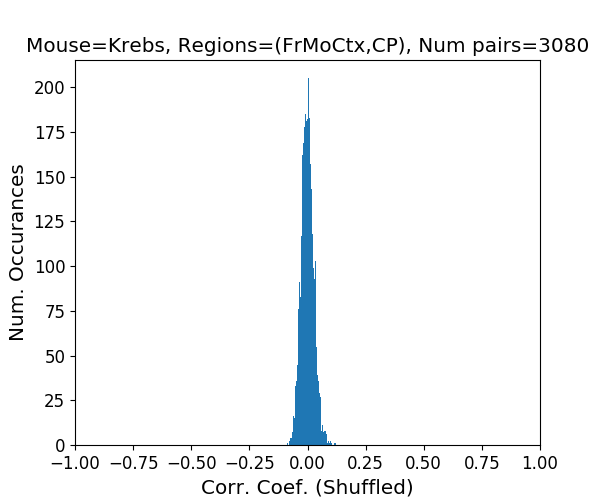 Mouse=Krebs, Regions=(FrMoCtx,CP), Num pairs=3080
200
175
150
125
100
75
50
25
0
Num. Occurances
−1.00 −0.75 −0.50 −0.25 0.00 0.25 0.50 0.75 1.00
Corr. Coef. (Shuffled)